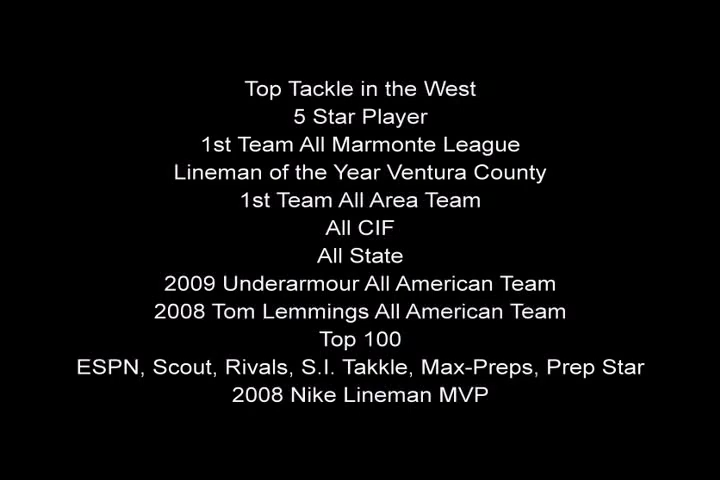 Top Tackle in the West
5 Star Player
1st Team All Marmonte League
Lineman of the Year Ventura County
1st Team All Area Team
All CIF
All State
2009 Underarmour All American Team
2008 Tom Lemmings All American Team
Top 100
ESPN, Scout, Rivals, S.I. Takkle, Max-Preps, Prep Star
2008 Nike Lineman MVP